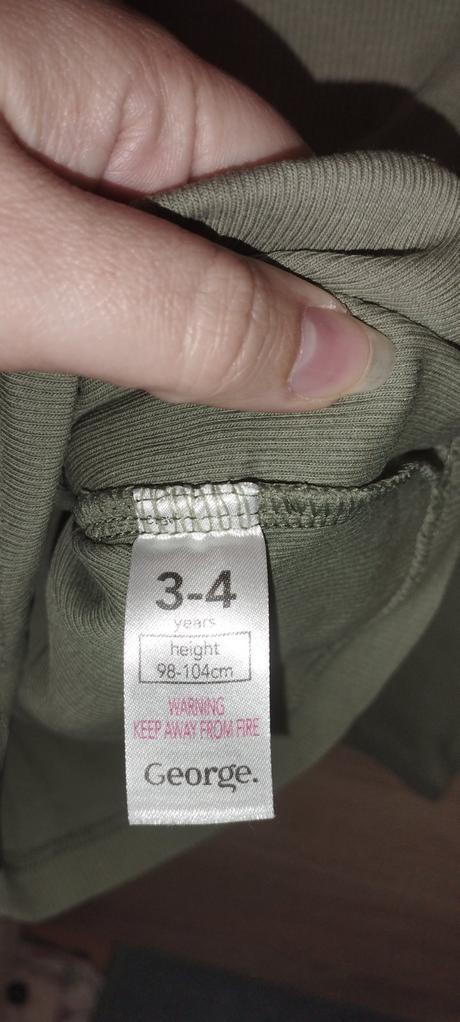 3-4
years
height
98-104cm
WARNING
KEEP AWAY FROM FIRE
George.